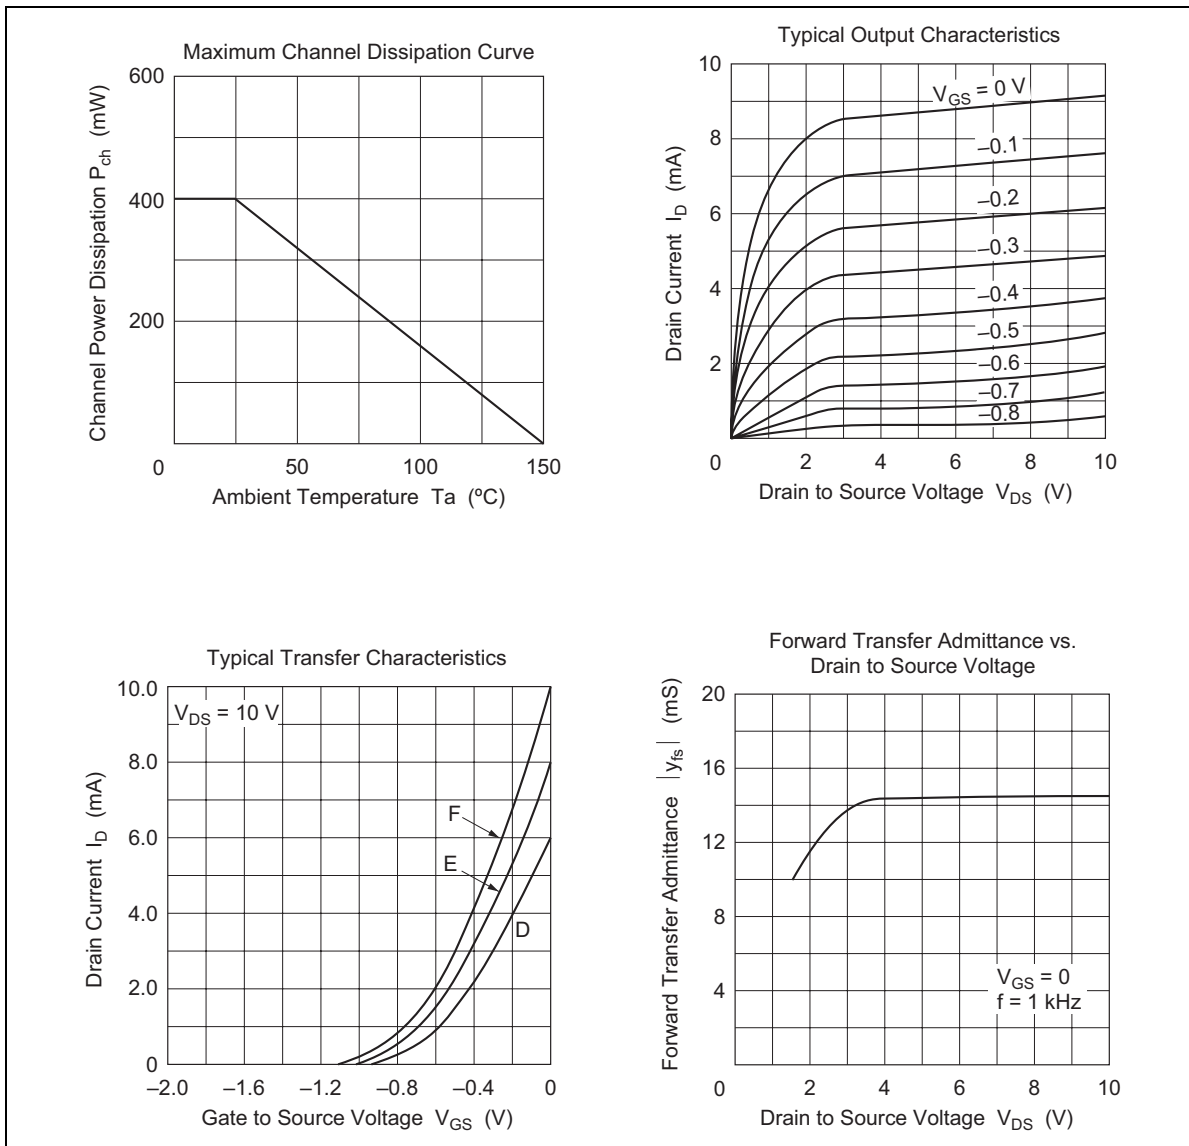 Maximum Channel Dissipation Curve
Channel Power Dissipation Pch (mW)
600
400
200
0
50
100
150
Ambient Temperature Ta (ºC)
Typical Output Characteristics
Drain Current ID (mA)
10
8
6
4
2
0
2
4
6
8
10
VGS = 0 V
–0.1
–0.2
–0.3
–0.4
–0.5
–0.6
–0.7
–0.8
Drain to Source Voltage VDS (V)
Typical Transfer Characteristics
Drain Current ID (mA)
10.0
8.0
6.0
4.0
2.0
0
VDS = 10 V
F
E
D
–2.0
–1.6
–1.2
–0.8
–0.4
0
Gate to Source Voltage VGS (V)
Forward Transfer Admittance vs.
Drain to Source Voltage
Forward Transfer Admittance |yfs| (mS)
20
16
12
8
4
0
2
4
6
8
10
VGS = 0
f = 1 kHz
Drain to Source Voltage VDS (V)